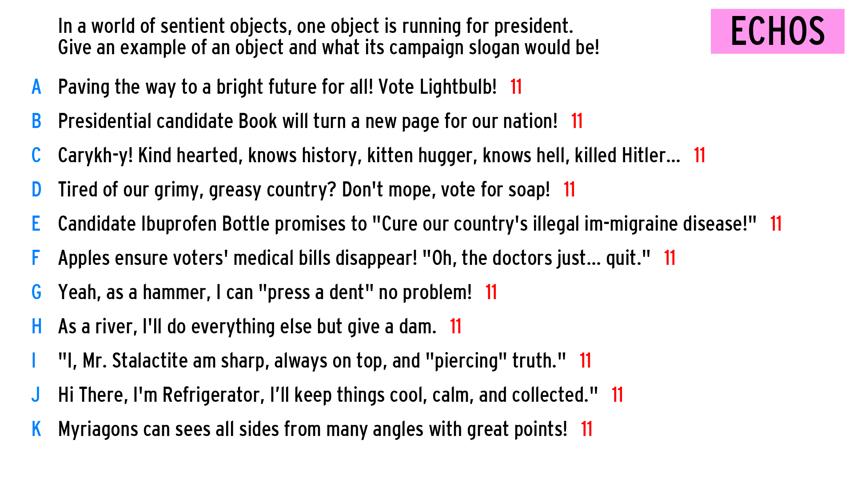 In a world of sentient objects, one object is running for president.
Give an example of an object and what its campaign slogan would be!
ECHOS
A Paving the way to a bright future for all! Vote Lightbulb! 11
B Presidential candidate Book will turn a new page for our nation! 11
C Carykh-y! Kind hearted, knows history, kitten hugger, knows hell, killed Hitler... 11
D Tired of our grimy, greasy country? Don't mope, vote for soap! 11
E Candidate Ibuprofen Bottle promises to "Cure our country's illegal im-migraine disease!" 11
F Apples ensure voters' medical bills disappear! "Oh, the doctors just... quit." 11
G Yeah, as a hammer, I can "press a dent" no problem! 11
H As a river, I'll do everything else but give a dam. 11
I "I, Mr. Stalactite am sharp, always on top, and "piercing" truth." 11
J Hi There, I'm Refrigerator, I'll keep things cool, calm, and collected." 11
K Myriagons can sees all sides from many angles with great points! 11